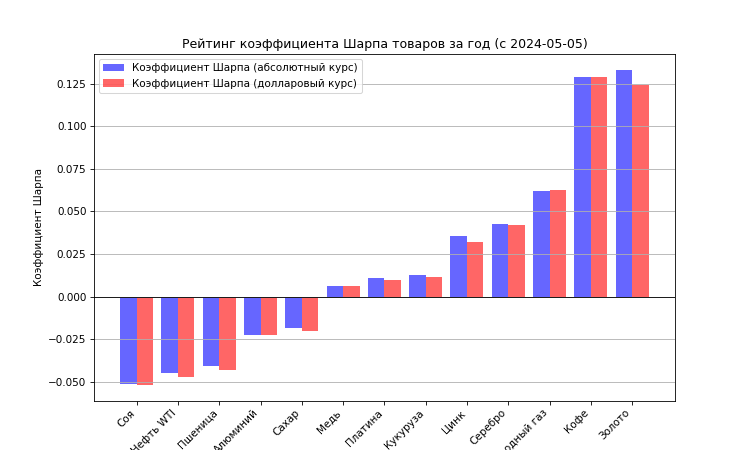 Рейтинг коэффициента Шарпа товаров за год (с 2024-05-05)
Коэффициент Шарпа (абсолютный курс)
Коэффициент Шарпа (долларовый курс)
Коэффициент Шарпа
0.125
0.100
0.075
0.050
0.025
0.000
−0.025
−0.050
Соя
Нефть WTI
Пшеница
Алюминий
Сахар
Медь
Платина
Кукуруза
Цинк
Серебро
одный газ
Кофе
Золото